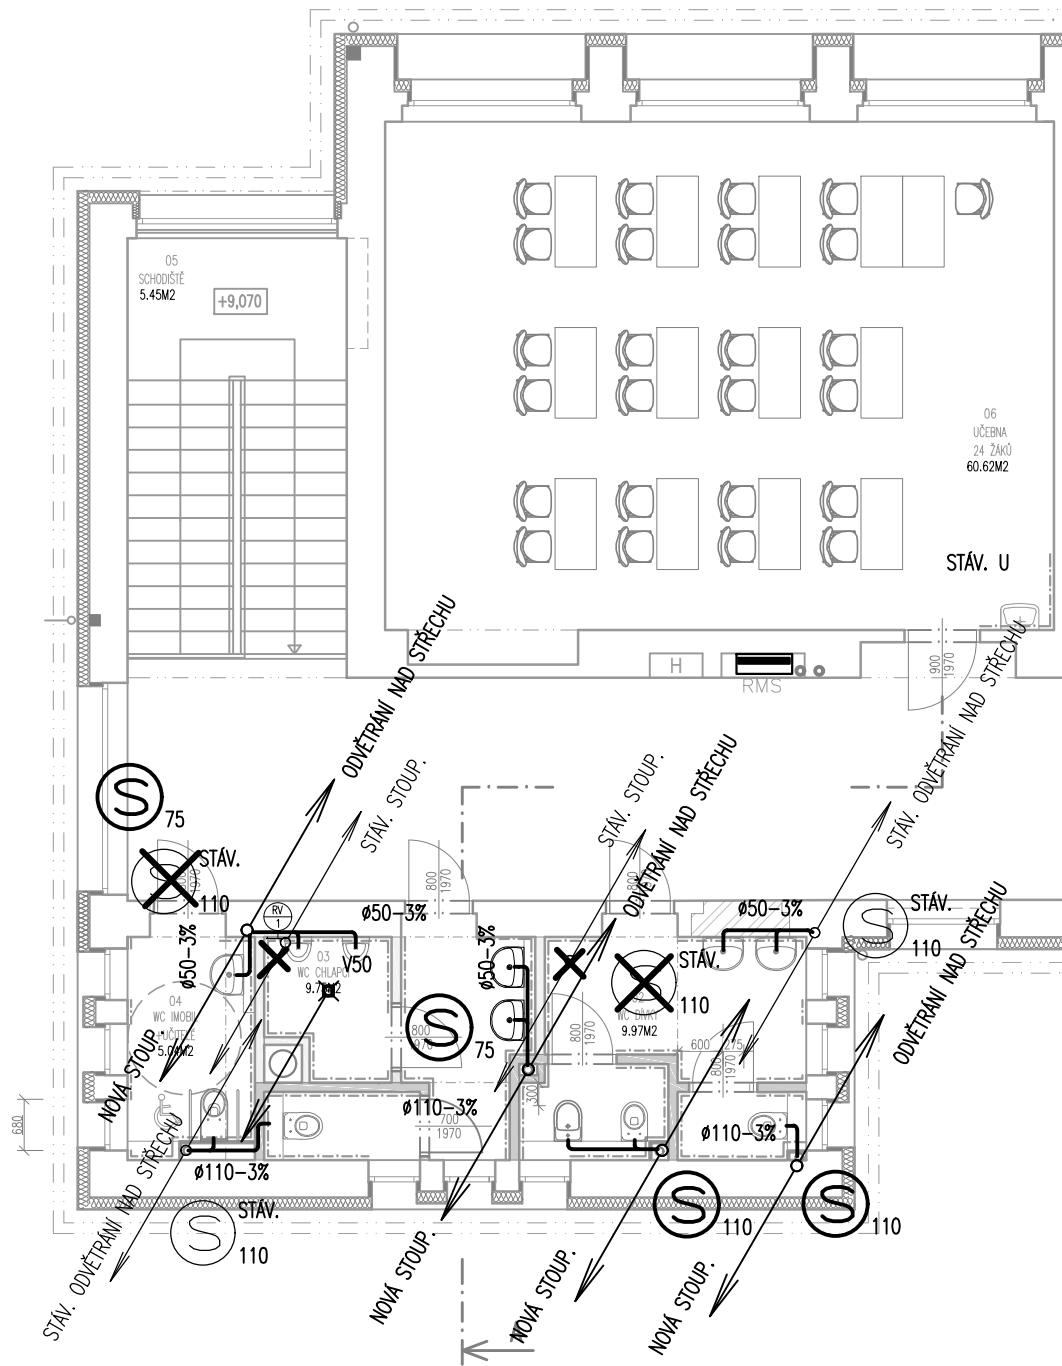 05
SCHODIŠTĚ
5.45M2
+9,070
06
UČEBNA
24 ŽÁKŮ
60.62M2
STÁV. U
H
RMS
900
1970
ODVĚTRÁNÍ NAD STŘECHU
STÁV. STOUP.
STÁV. STOUP.
ODVĚTRÁNÍ NAD STŘECHU
STÁV. ODVĚTRÁNÍ NAD STŘECHU
ODVĚTRÁNÍ NAD STŘECHU
S
75
S
STÁV.
110
1970
800
1970
1970
RV
1
ø50-3%
ø50-3%
ø50-3%
ø50-3%
S
STÁV.
110
03
WC CHLAPCI
V50
04
WC IMOBIL
5.04M2
S
75
800
1970
S
STÁV.
110
WC DÍVKY
9.97M2
800
1970
600
275
800
1970
300
680
NOVÁ STOUP.
ø110-3%
700
1970
ø110-3%
ø110-3%
STÁV. ODVĚTRÁNÍ NAD STŘECHU
S
STÁV.
110
S
110
S
110
NOVÁ STOUP.
NOVÁ STOUP.
NOVÁ STOUP.